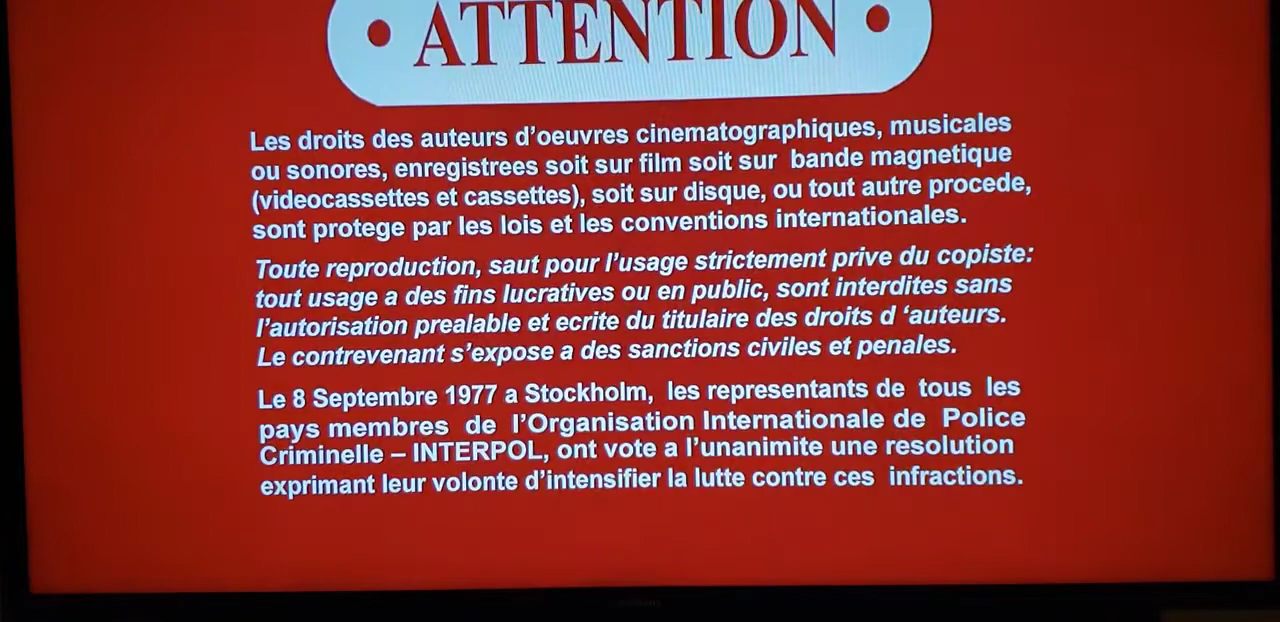 • ATTENTION •
Les droits des auteurs d'oeuvres cinematographiques, musicales
ou sonores, enregistrees soit sur film soit sur bande magnetique
(videocassettes et cassettes), soit sur disque, ou tout autre procede,
sont protege par les lois et les conventions internationales.
Toute reproduction, saut pour l'usage strictement prive du copiste:
tout usage a des fins lucratives ou en public, sont interdites sans
l'autorisation prealable et ecrite du titulaire des droits d 'auteurs.
Le contrevenant s'expose a des sanctions civiles et penales.
Le 8 Septembre 1977 a Stockholm, les representants de tous les
pays membres de l'Organisation Internationale de Police
Criminelle – INTERPOL, ont vote a l'unanimite une resolution
exprimant leur volonte d'intensifier la lutte contre ces infractions.